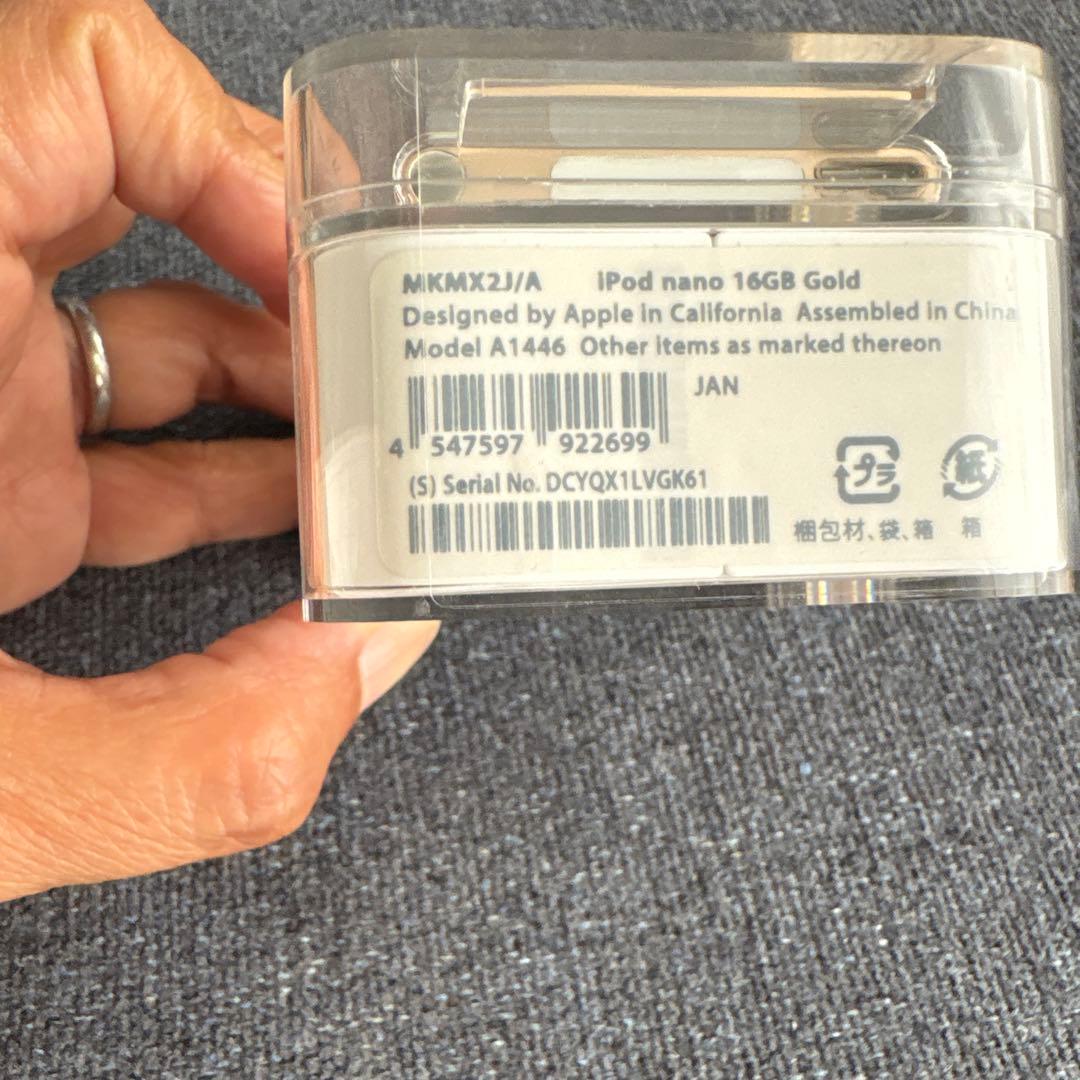 MKMX2J/A iPod nano 16GB Gold
Designed by Apple in California Assembled in China
Model A1446 Other items as marked thereon
JAN
4 547597 922699
(S) Serial No. DCYQX1LVGK61
プラ 紙
梱包材、袋、箱 箱